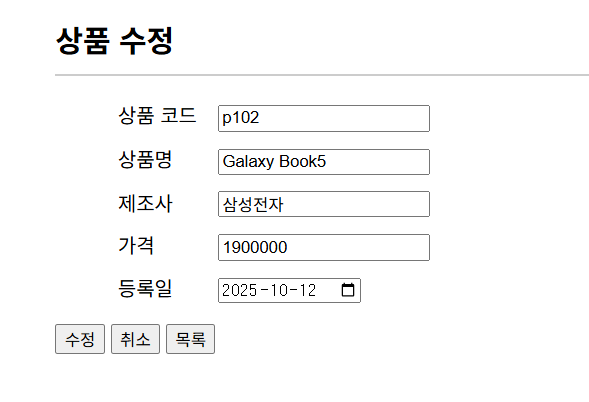 상품 수정
상품 코드 p102
상품명 Galaxy Book5
제조사 삼성전자
가격 1900000
등록일 2025-10-12
수정 취소 목록